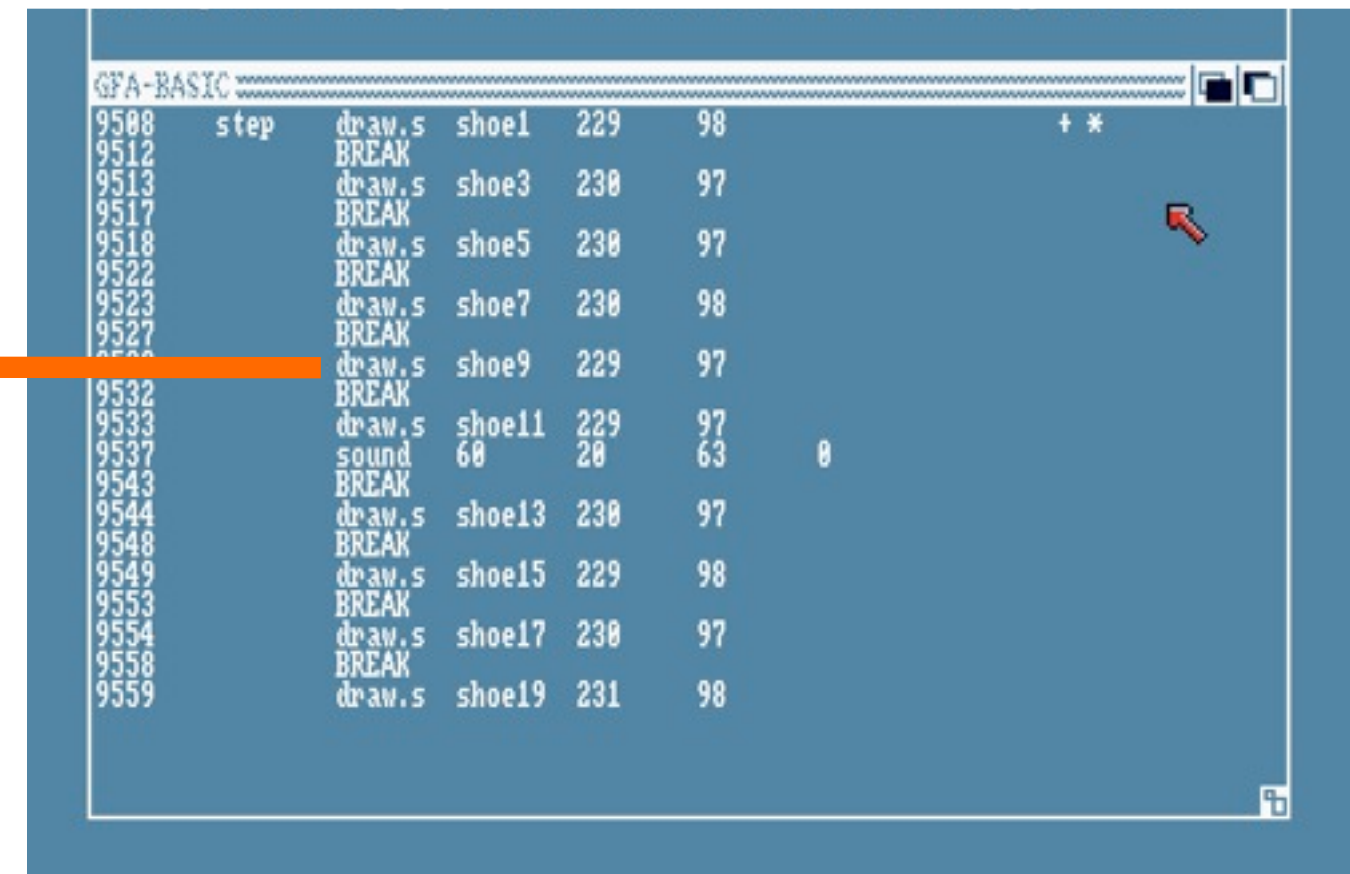 GFA-BASIC
9508 step draw.s shoe1 229 98 + *
9512 BREAK
9513 draw.s shoe3 230 97
9517 BREAK
9518 draw.s shoe5 230 97
9522 BREAK
9523 draw.s shoe7 230 98
9527 BREAK
draw.s shoe9 229 97
9532 BREAK
9533 draw.s shoe11 229 97
9537 sound 60 20 63 0
9543 BREAK
9544 draw.s shoe13 230 97
9548 BREAK
9549 draw.s shoe15 229 98
9553 BREAK
9554 draw.s shoe17 230 97
9558 BREAK
9559 draw.s shoe19 231 98